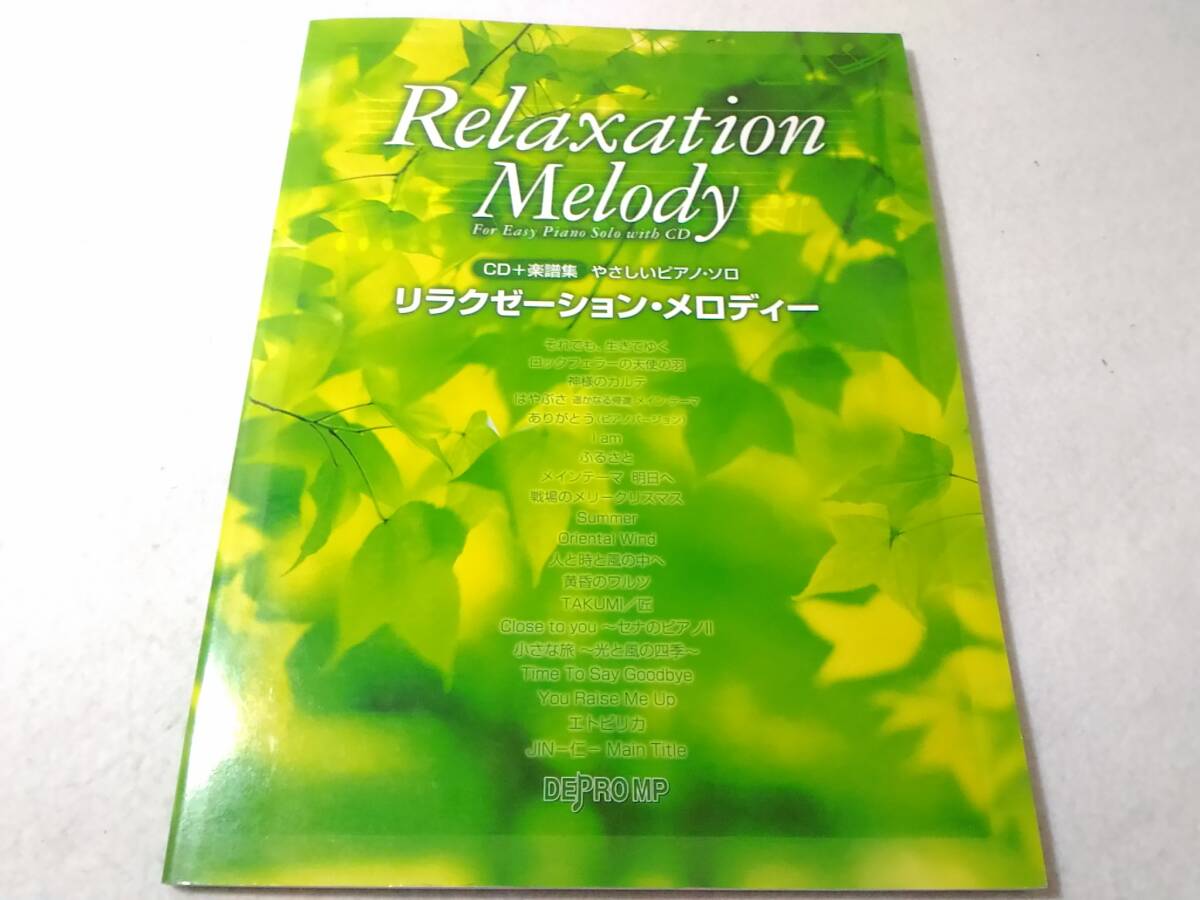 Relaxation
Melody
For Easy Piano Solo with CD
CD+楽譜集 やさしいピアノ・ソロ
リラクゼーション・メロディー
それでも、生きてゆく
ロックフェラーの天使の羽
神様のカルテ
はやぶさ 遥かなる帰還 メインテーマ
ありがとう(ピアノバージョン)
I am
ふるさと
メインテーマ 明日へ
戦場のメリークリスマス
Summer
Oriental Wind
人と時と風の中へ
黄昏のワルツ
TAKUMI/匠
Close to you ～セナのピアノII
小さな旅 ～光と風の四季～
Time To Say Goodbye
You Raise Me Up
エトピリカ
JIN－仁－ Main Title
DEPRO MP